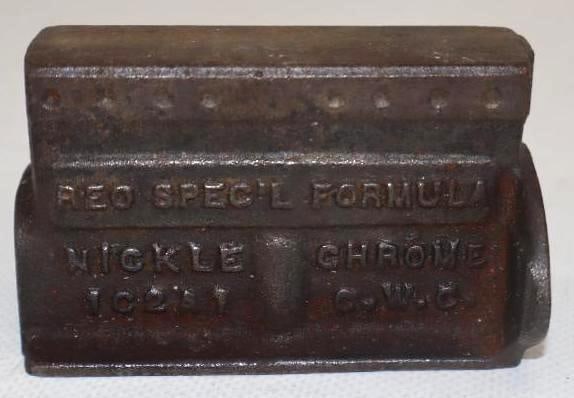 REO SPEC'L FORMULA
NICKLE CHROME
C.W.C.